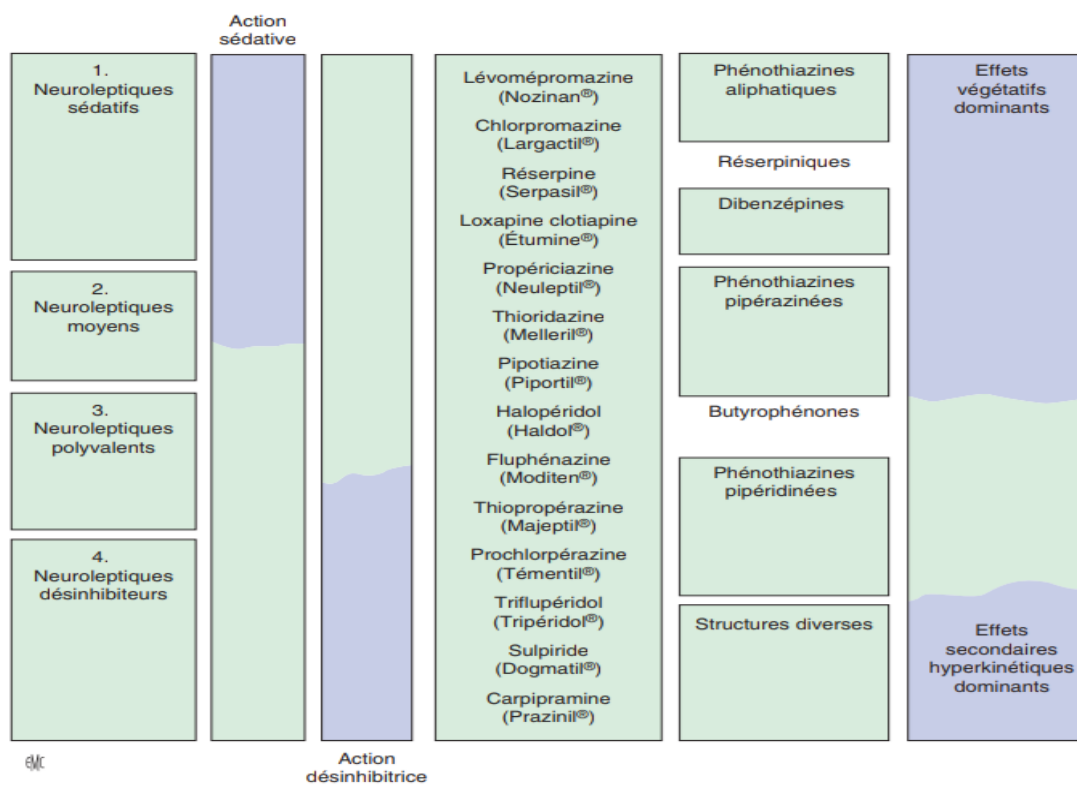 Action
sédative
1.
Neuroleptiques
sédatifs
2.
Neuroleptiques
moyens
3.
Neuroleptiques
polyvalents
4.
Neuroleptiques
désinhibiteurs
Action
désinhibitrice
Lévomépromazine
(Nozinan®)
Chlorpromazine
(Largactil®)
Réserpine
(Serpasil®)
Loxapine clotiapine
(Étumine®)
Propériciazine
(Neuleptil®)
Thioridazine
(Melleril®)
Pipotiazine
(Piportil®)
Halopéridol
(Haldol®)
Fluphénazine
(Moditen®)
Thiopropérazine
(Majeptil®)
Prochlorpérazine
(Témentil®)
Triflupéridol
(Tripéridol®)
Sulpiride
(Dogmatil®)
Carpipramine
(Prazinil®)
Phénothiazines
aliphatiques
Réserpiniques
Dibenzépines
Phénothiazines
pipérazinées
Butyrophénones
Phénothiazines
pipéridinées
Structures diverses
Effets
végétatifs
dominants
Effets
secondaires
hyperkinétiques
dominants
EMC